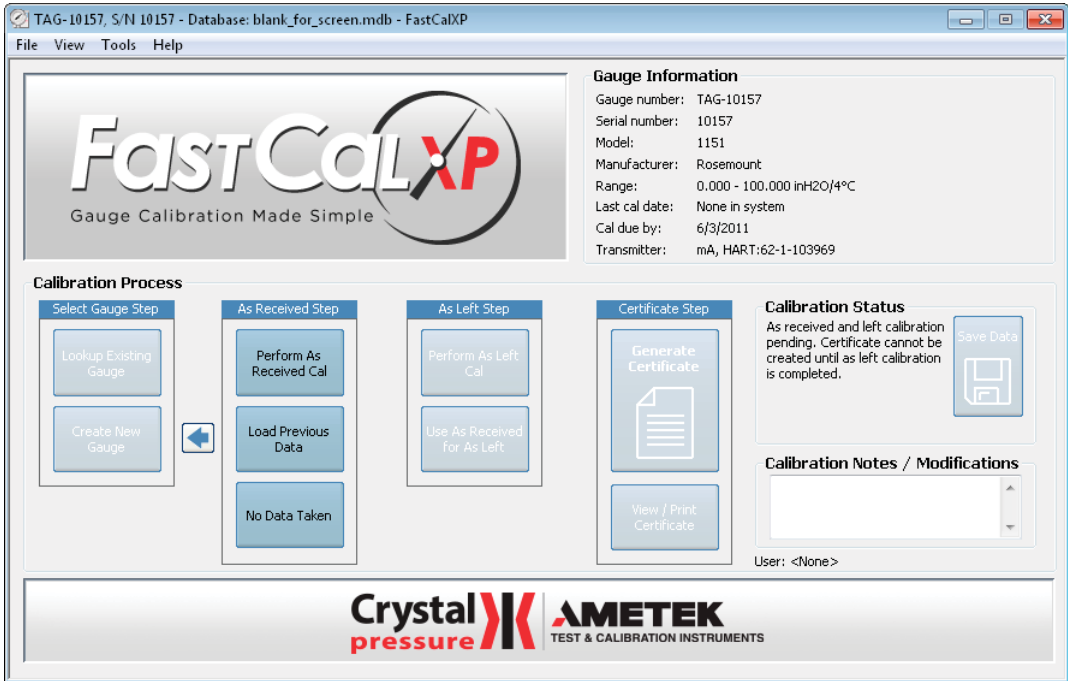 TAG-10157, S/N 10157 - Database: blank_for_screen.mdb - FastCalXP
File View Tools Help
FastCalXP
Gauge Calibration Made Simple
Gauge Information
Gauge number: TAG-10157
Serial number: 10157
Model: 1151
Manufacturer: Rosemount
Range: 0.000 - 100.000 inH2O/4°C
Last cal date: None in system
Cal due by: 6/3/2011
Transmitter: mA, HART:62-1-103969
Calibration Process
Select Gauge Step
Lookup Existing
Gauge
Create New
Gauge
As Received Step
Perform As
Received Cal
Load Previous
Data
No Data Taken
As Left Step
Perform As Left
Cal
Use As Received
for As Left
Certificate Step
Generate
Certificate
View / Print
Certificate
Calibration Status
As received and left calibration
pending. Certificate cannot be
created until as left calibration
is completed.
Save Data
Calibration Notes / Modifications
User: <None>
Crystal
pressure
AMETEK
TEST & CALIBRATION INSTRUMENTS